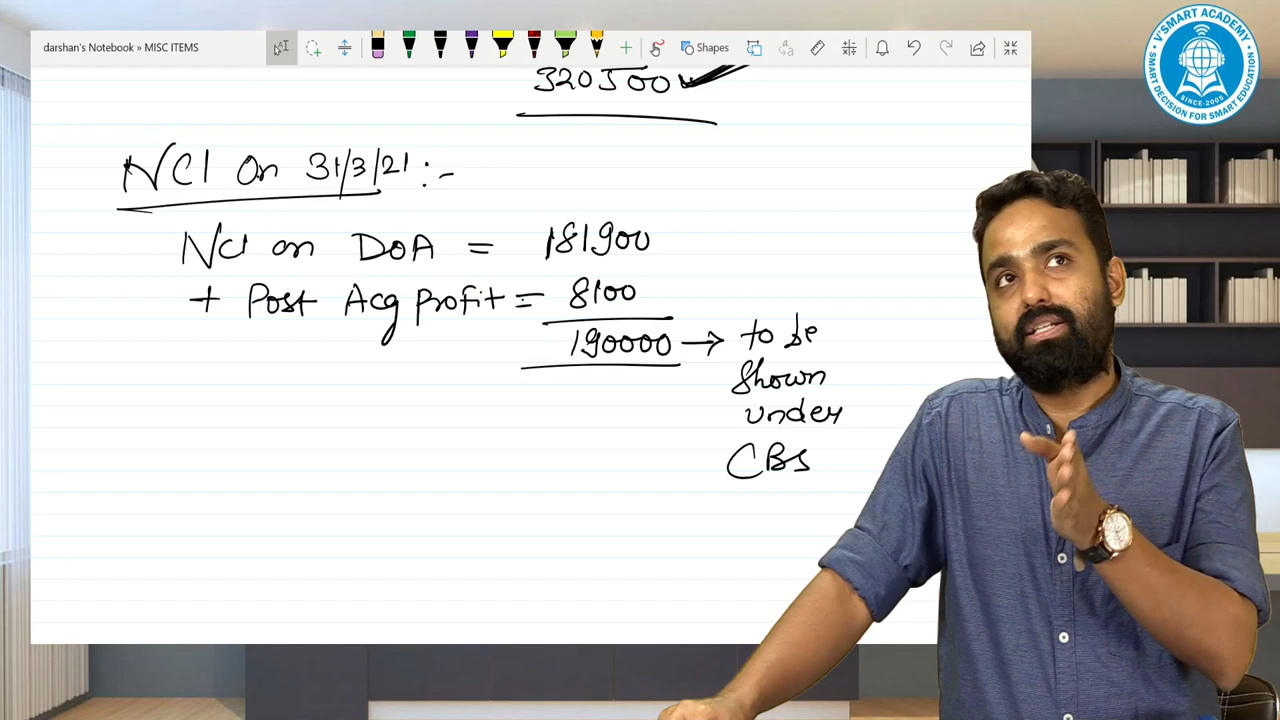 darshan's Notebook » MISC ITEMS
Shapes
320500
NCI on 31/3/21:-
NCI on DOA = 181900
+ Post Acq profit = 8100
190000 → to be
shown
under
CBS
V'SMART ACADEMY
SINCE-2005
SMART DECISION FOR SMART EDUCATION